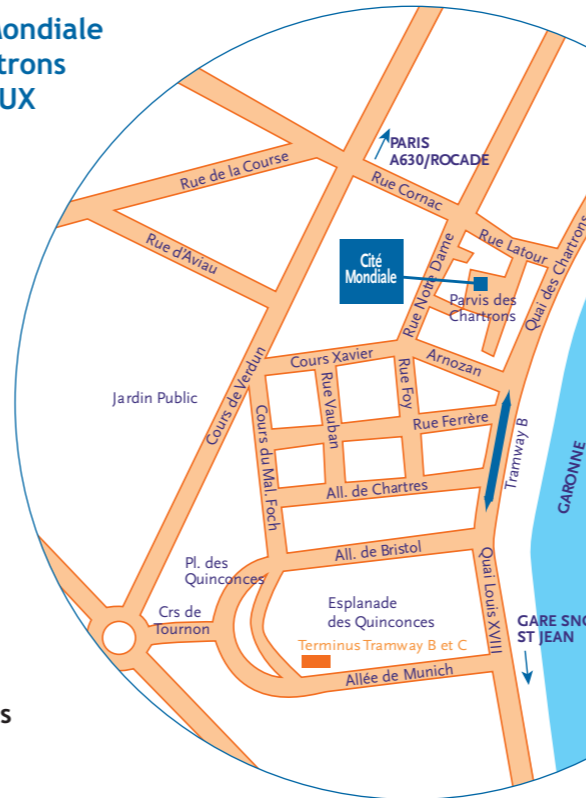 Mondiale
trons
UX
PARIS
A630/ROCADE
Rue de la Course
Rue Cornac
Rue d'Aviau
Rue Latour
Quai des Chartrons
Cité
Mondiale
Rue Notre Dame
Parvis des
Chartrons
Cours Xavier
Arnozan
Cours de Verdun
Jardin Public
Rue Vauban
Rue Foy
Rue Ferrère
Tramway B
GARONNE
Cours du Mal. Foch
All. de Chartres
All. de Bristol
Pl. des
Quinconces
Quai Louis XVIII
Crs de
Tournon
Esplanade
des Quinconces
GARE SNC
ST JEAN
Terminus Tramway B et C
Allée de Munich
s